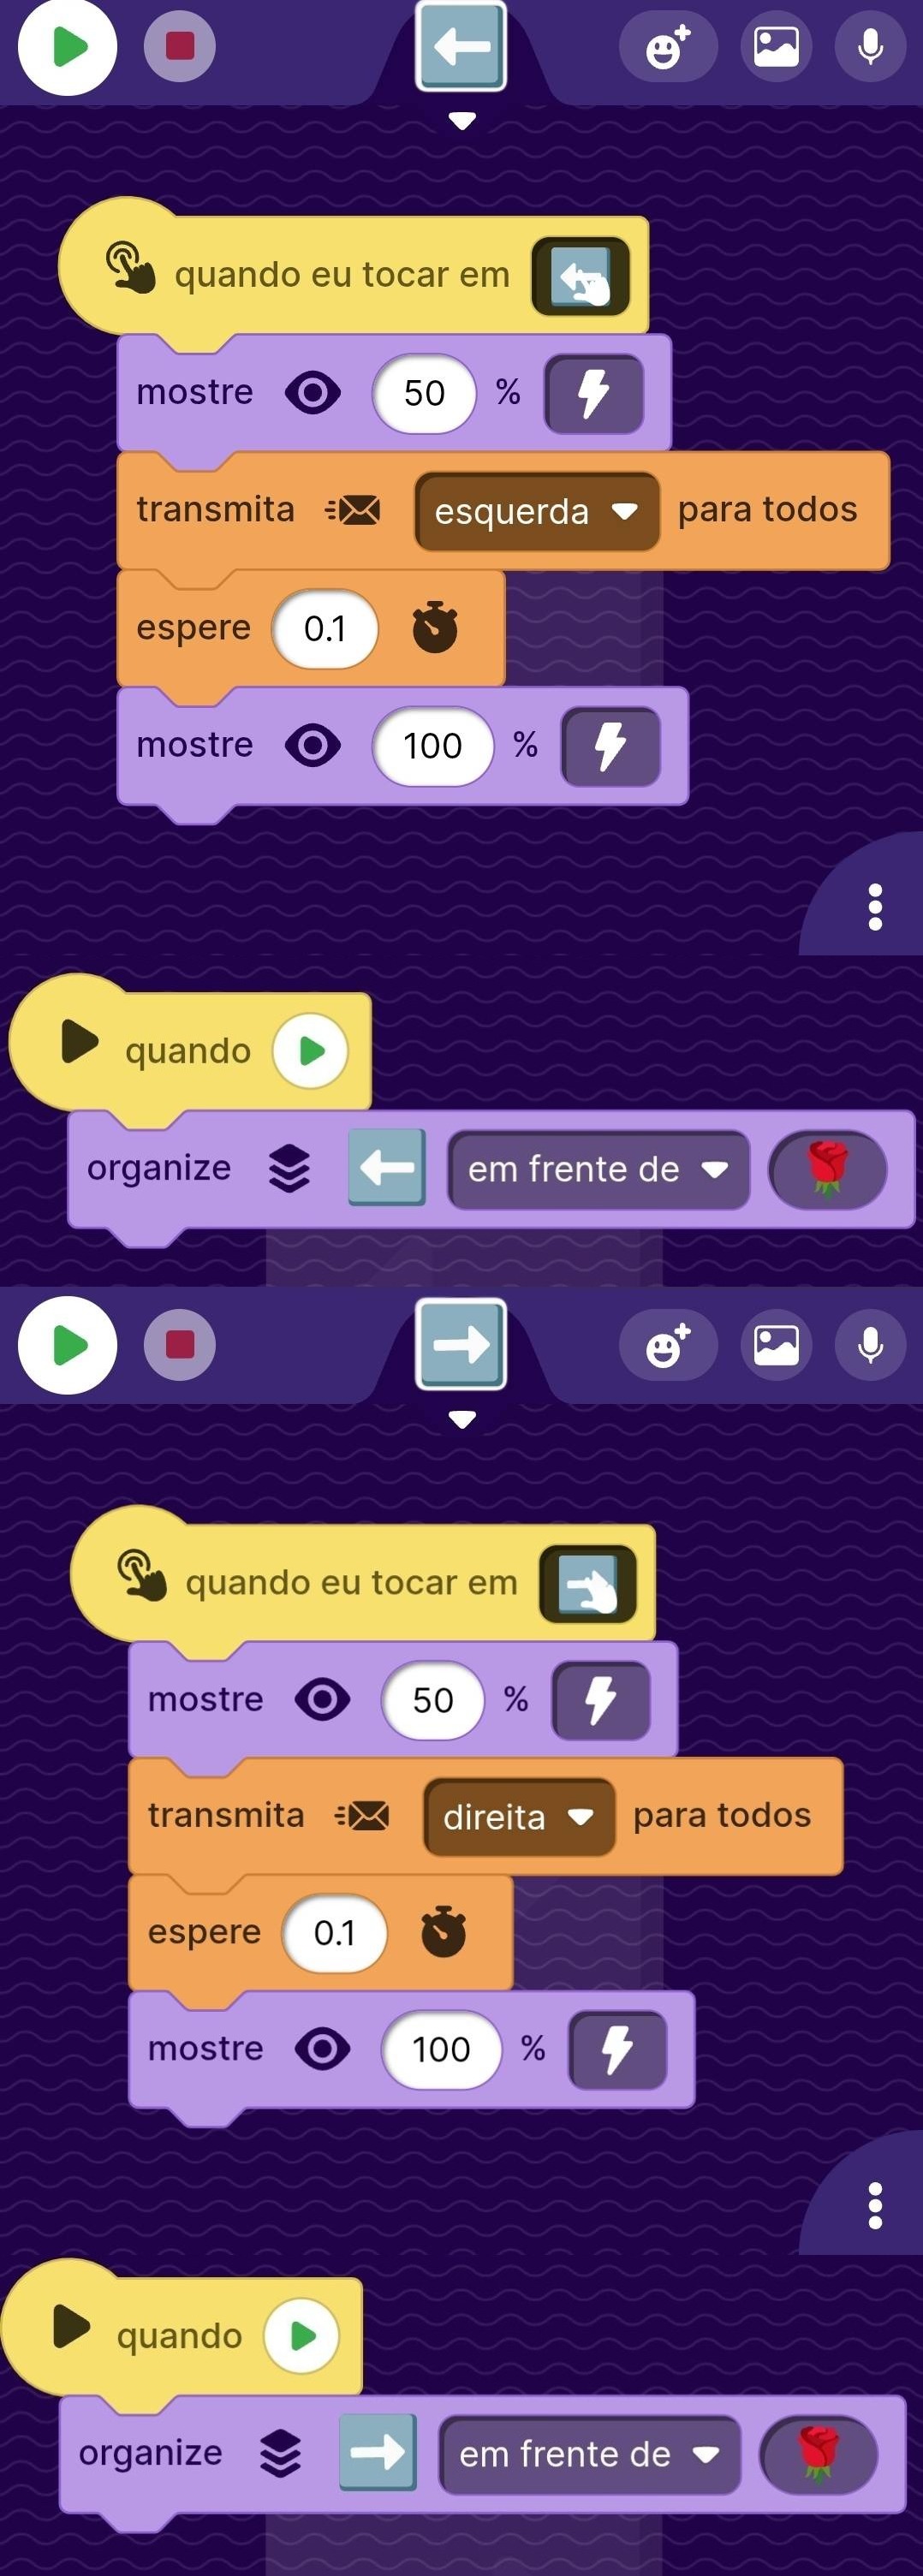 quando eu tocar em
mostre 50 %
transmita esquerda para todos
espere 0.1
mostre 100 %
quando
organize em frente de
quando eu tocar em
mostre 50 %
transmita direita para todos
espere 0.1
mostre 100 %
quando
organize em frente de